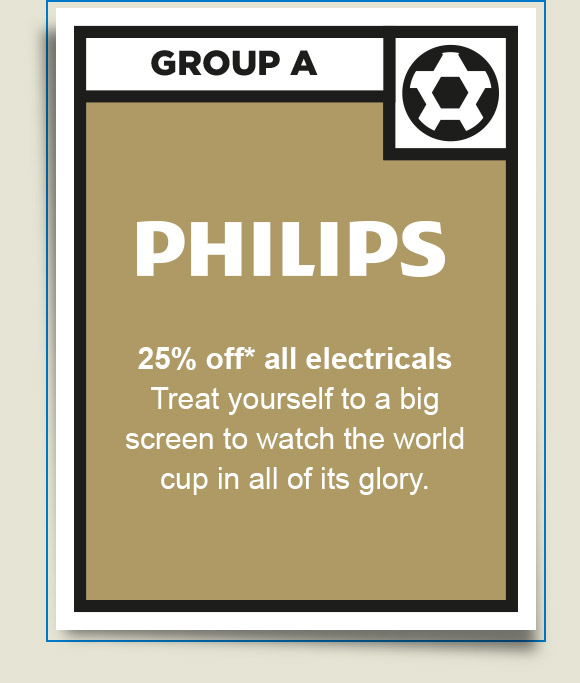 GROUP A
PHILIPS
25% off* all electricals
Treat yourself to a big
screen to watch the world
cup in all of its glory.